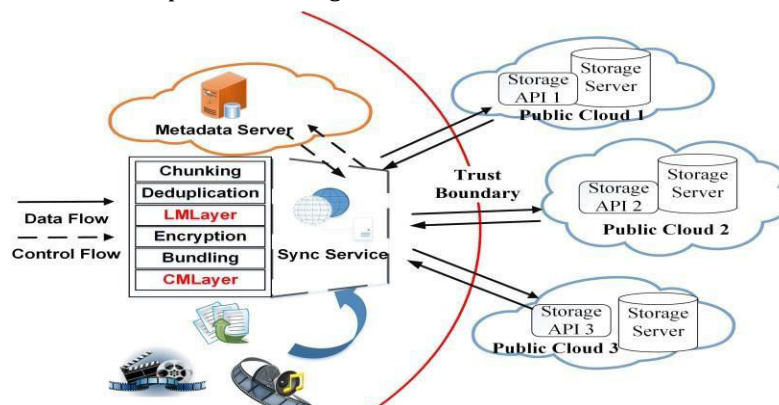 Metadata Server
Chunking
Deduplication
LMLayer
Encryption
Bundling
CMLayer
Data Flow
Control Flow
Sync Service
Trust
Boundary
Storage
API 1
Storage
Server
Public Cloud 1
Storage
API 2
Storage
Server
Public Cloud 2
Storage
API 3
Storage
Server
Public Cloud 3